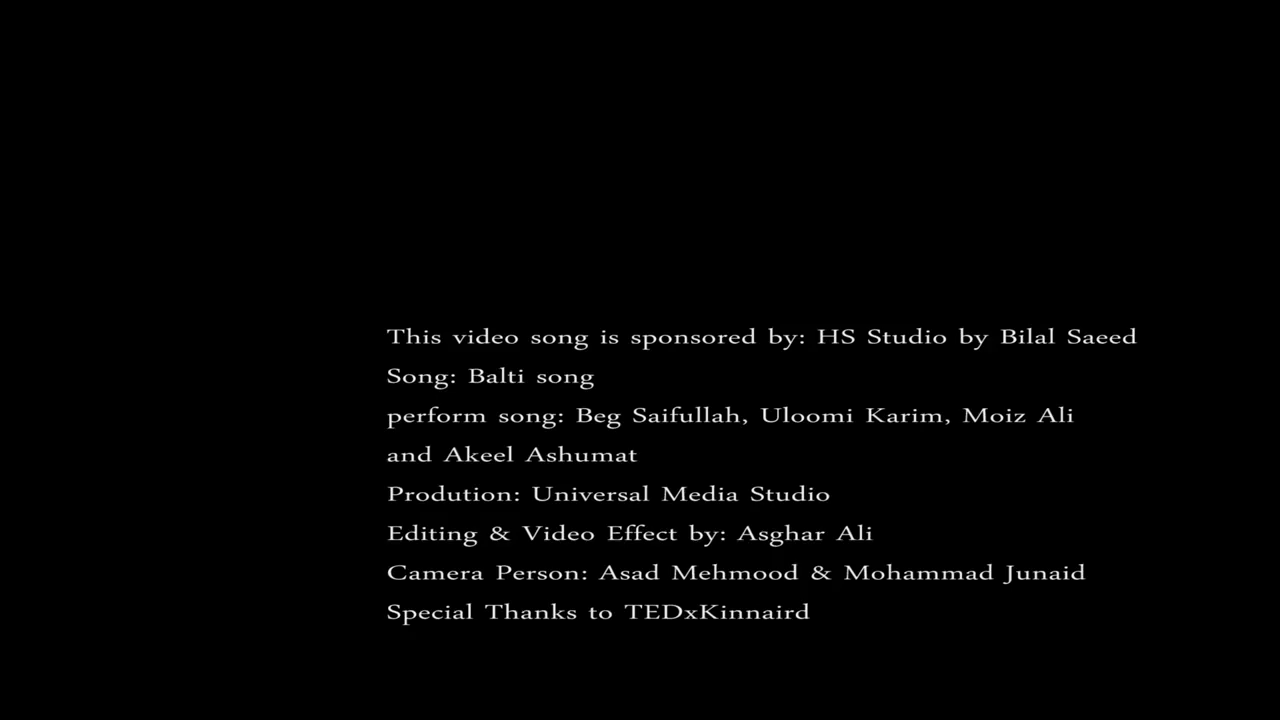 This video song is sponsored by: HS Studio by Bilal Saeed
Song: Balti song
perform song: Beg Saifullah, Uloomi Karim, Moiz Ali
and Akeel Ashumat
Prodution: Universal Media Studio
Editing & Video Effect by: Asghar Ali
Camera Person: Asad Mehmood & Mohammad Junaid
Special Thanks to TEDxKinnaird